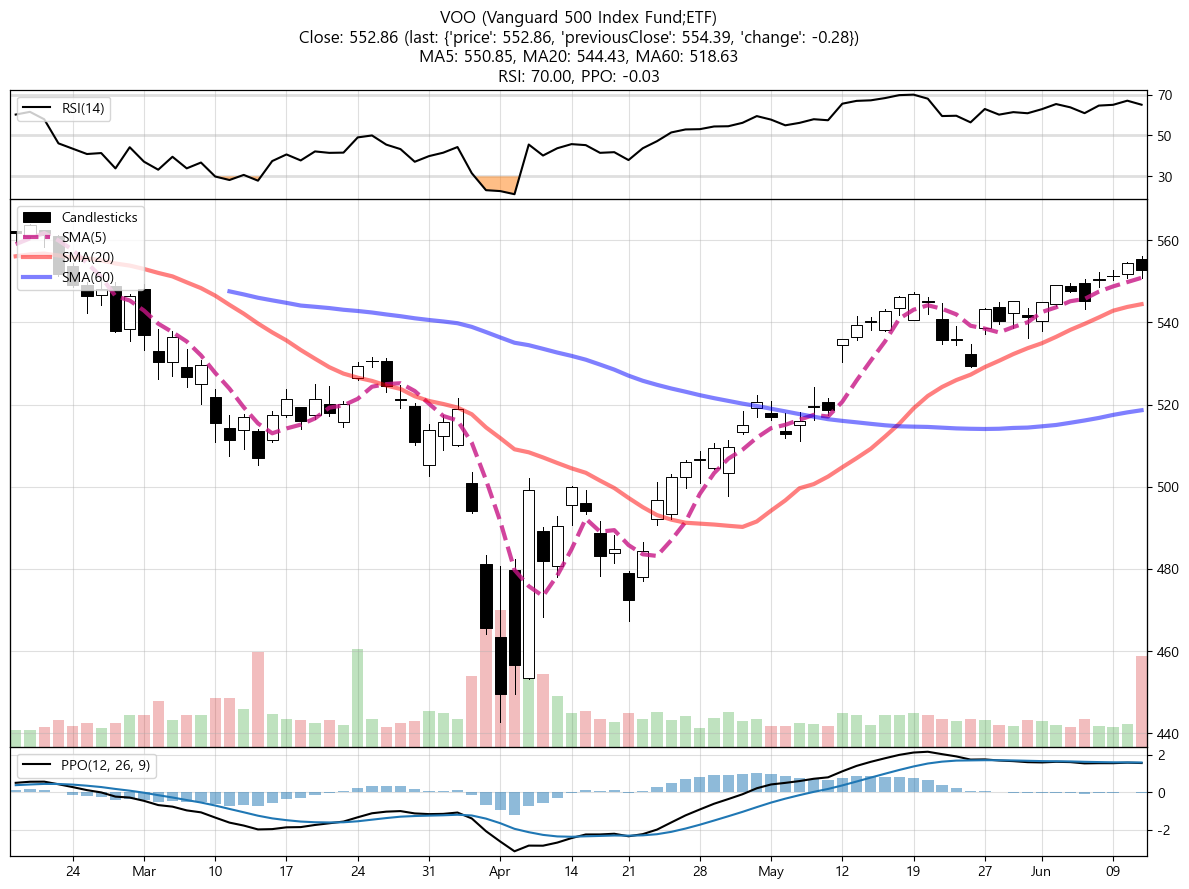 VOO (Vanguard 500 Index Fund;ETF)
Close: 552.86 (last: {'price': 552.86, 'previousClose': 554.39, 'change': -0.28})
MA5: 550.85, MA20: 544.43, MA60: 518.63
RSI: 70.00, PPO: -0.03
RSI(14)
70
50
30
Candlesticks
SMA(5)
SMA(20)
SMA(60)
560
540
520
500
480
460
440
PPO(12, 26, 9)
2
0
-2
24 Mar 10 17 24 31 Apr 14 21 28 May 12 19 27 Jun 09